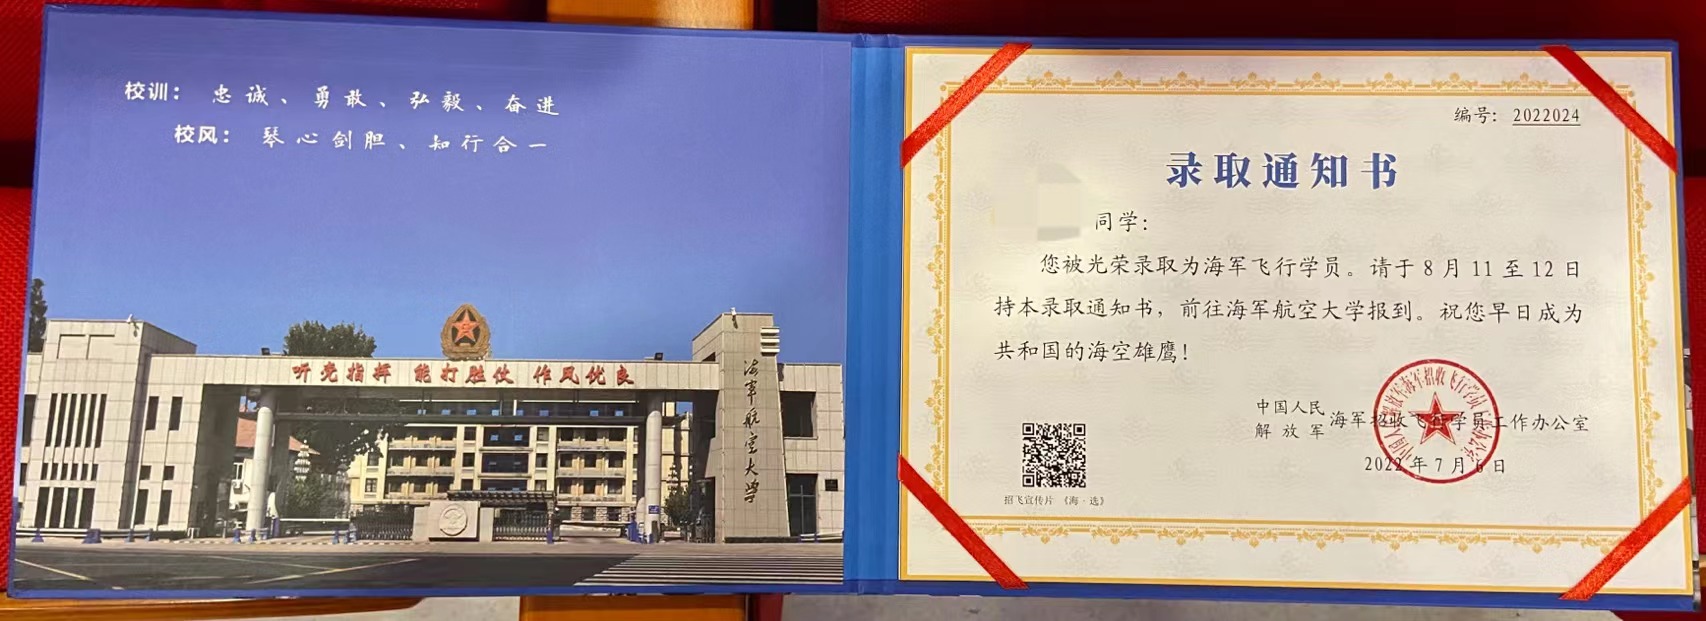 校训：忠诚、勇敢、弘毅、奋进
校风：琴心剑胆、知行合一
听党指挥 能打胜仗 作风优良
海军航空大学
编号：2022024
录取通知书
同学：
您被光荣录取为海军飞行学员。请于8月11至12日
持本录取通知书，前往海军航空大学报到。祝您早日成为
共和国的海空雄鹰！
中国人民
解放军
海军招收飞行学员工作办公室
2022年7月6日
招飞宣传片《海·选》